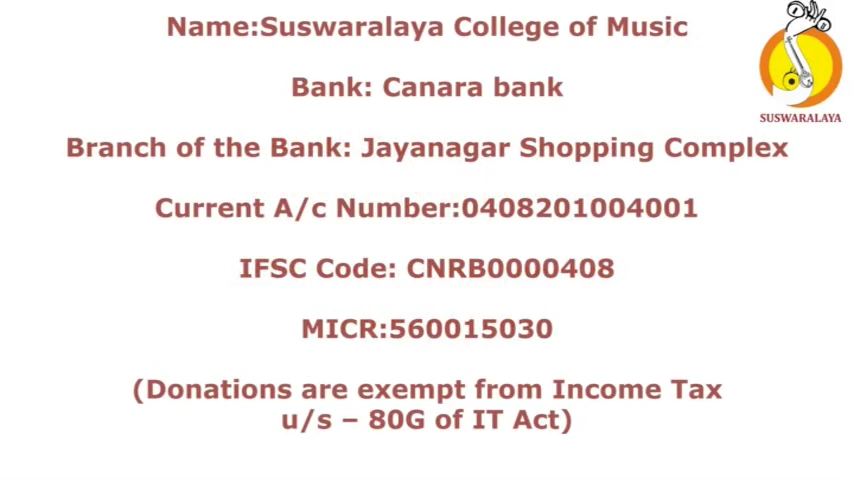 Name:Suswaralaya College of Music
Bank: Canara bank
SUSWARALAYA
Branch of the Bank: Jayanagar Shopping Complex
Current A/c Number:0408201004001
IFSC Code: CNRB0000408
MICR:560015030
(Donations are exempt from Income Tax
u/s – 80G of IT Act)